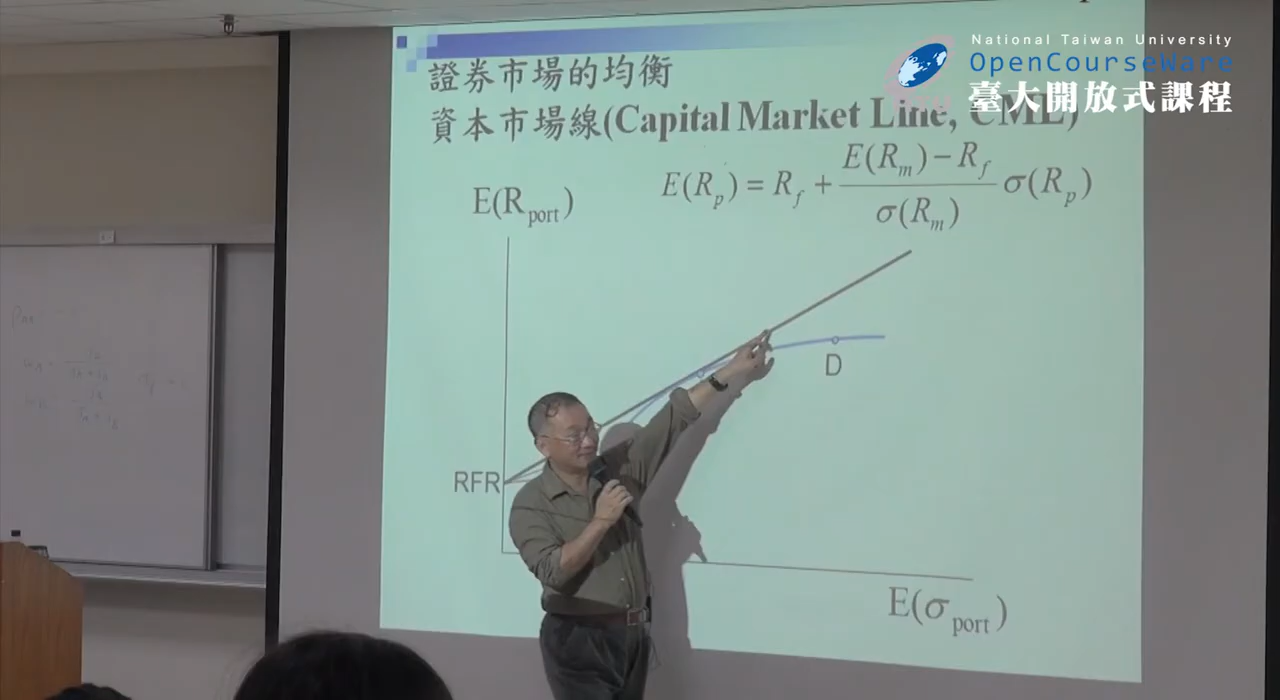 National Taiwan University
OpenCourseWare
臺大開放式課程
證券市場的均衡
資本市場線(Capital Market Line, CML)
E(R_p) = R_f + \frac{E(R_m) - R_f}{σ(R_m)} σ(R_p)
E(R_port)
D
RFR
E(σ_port)